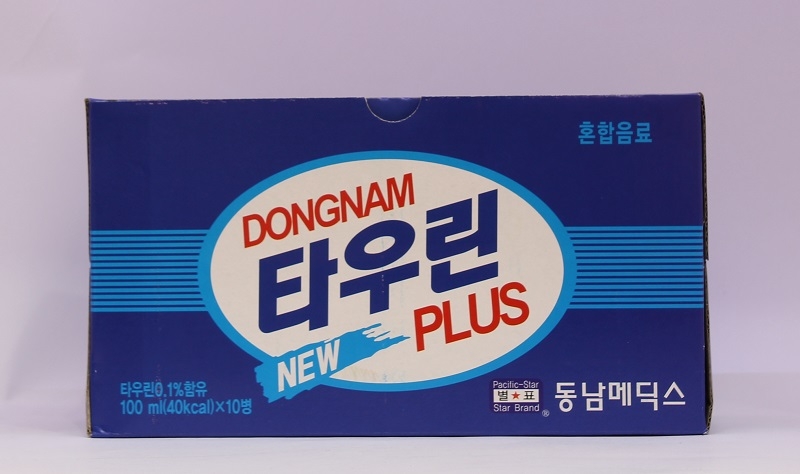 혼합음료
DONGNAM
타우린
PLUS
NEW
타우린0.1%함유
100 ml(40kcal)×10병
Pacific-Star
별★표
Star Brand
®
동남메딕스